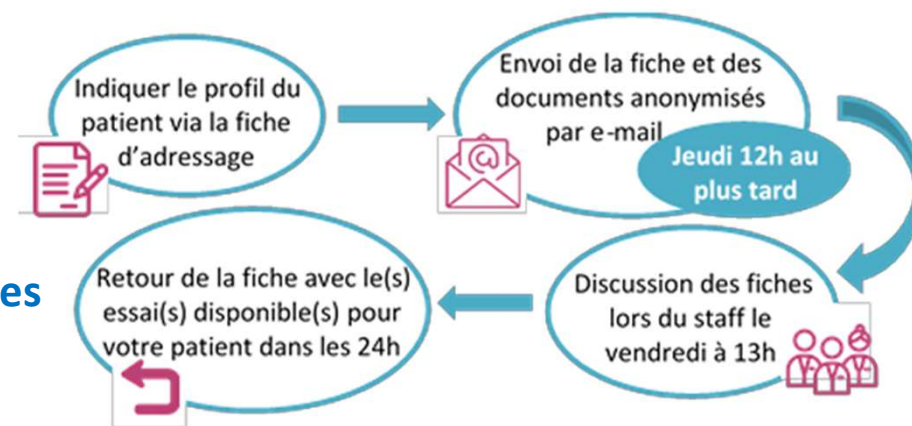 Indiquer le profil du
patient via la fiche
d'adressage
Envoi de la fiche et des
documents anonymisés
par e-mail
Jeudi 12h au
plus tard
Discussion des fiches
lors du staff le
vendredi à 13h
Retour de la fiche avec le(s)
essai(s) disponible(s) pour
votre patient dans les 24h
es